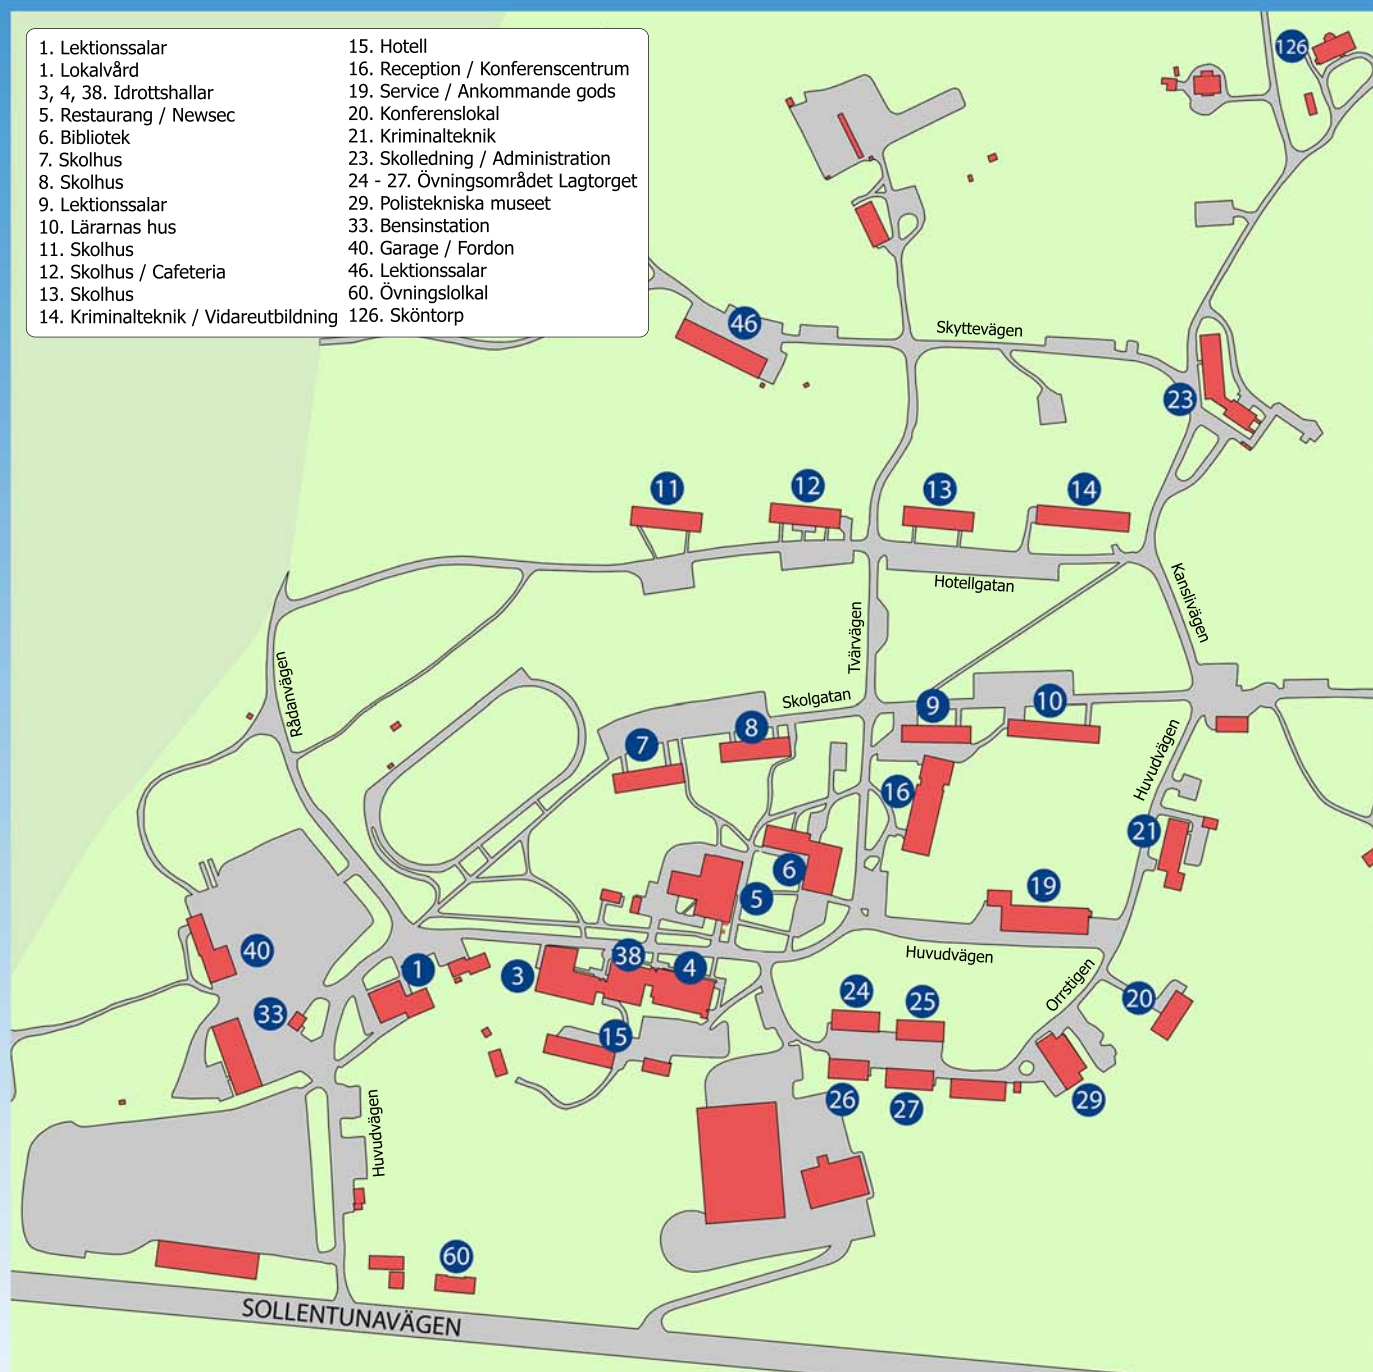 1. Lektionssalar
1. Lokalvård
3, 4, 38. Idrottshallar
5. Restaurang / Newsec
6. Bibliotek
7. Skolhus
8. Skolhus
9. Lektionssalar
10. Lärarnas hus
11. Skolhus
12. Skolhus / Cafeteria
13. Skolhus
14. Kriminalteknik / Vidareutbildning
15. Hotell
16. Reception / Konferenscentrum
19. Service / Ankommande gods
20. Konferenslokal
21. Kriminalteknik
23. Skolledning / Administration
24 - 27. Övningsområdet Lagtorget
29. Polistekniska museet
33. Bensinstation
40. Garage / Fordon
46. Lektionssalar
60. Övningslolkal
126. Sköntorp
126
46
Skyttevägen
23
11
12
13
14
Hotellgatan
Kanslivägen
Tvärvägen
Rådanvägen
Skolgatan
9
10
8
7
Huvudvägen
16
21
6
5
19
40
38
Huvudvägen
1
3
4
Orrstigen
20
33
24
25
15
26
27
29
Huvudvägen
60
SOLLENTUNAVÄGEN